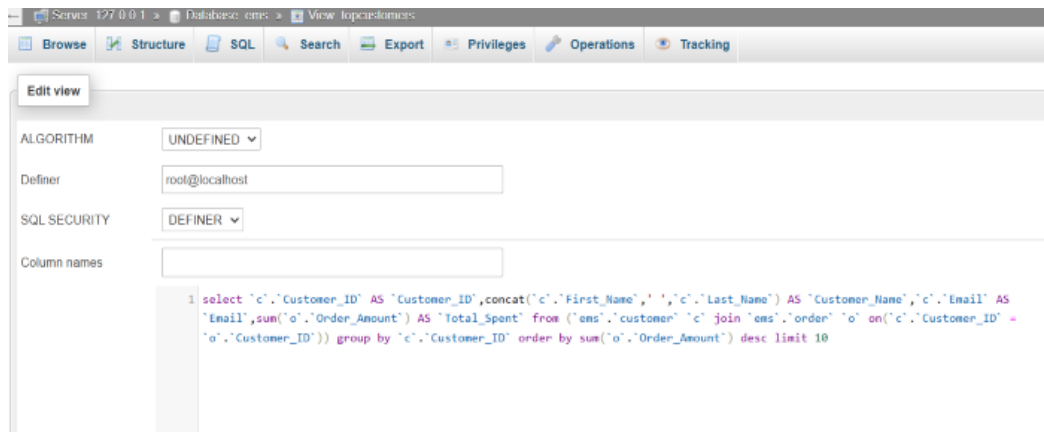 Server: 127.0.0.1 » Database: ems » View: topcustomers
Browse Structure SQL Search Export Privileges Operations Tracking
Edit view
ALGORITHM UNDEFINED
Definer root@localhost
SQL SECURITY DEFINER
Column names
1 select `c`.`Customer_ID` AS `Customer_ID`,concat(`c`.`First_Name`,' ',`c`.`Last_Name`) AS `Customer_Name`,`c`.`Email` AS
`Email`,sum(`o`.`Order_Amount`) AS `Total_Spent` from (`ems`.`customer` `c` join `ems`.`order` `o` on(`c`.`Customer_ID` =
`o`.`Customer_ID`)) group by `c`.`Customer_ID` order by sum(`o`.`Order_Amount`) desc limit 10